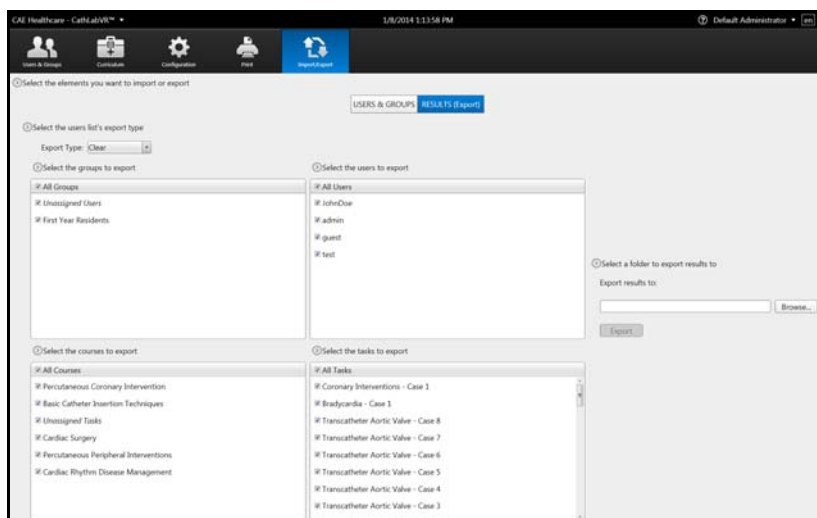 CAE Healthcare - CathLabVR™
1/8/2014 1:13:58 PM
Default Administrator
en
Users & Groups
Curriculum
Configuration
Print
Import/Export
Select the elements you want to import or export
USERS & GROUPS
RESULTS (Export)
Select the users list's export type
Export Type: Clear
Select the groups to export
All Groups
Unassigned Users
First Year Residents
Select the users to export
All Users
JohnDoe
admin
guest
test
Select a folder to export results to
Export results to:
Browse...
Export
Select the courses to export
All Courses
Percutaneous Coronary Intervention
Basic Catheter Insertion Techniques
Unassigned Tasks
Cardiac Surgery
Percutaneous Peripheral Interventions
Cardiac Rhythm Disease Management
Select the tasks to export
All Tasks
Coronary Interventions - Case 1
Bradycardia - Case 1
Transcatheter Aortic Valve - Case 8
Transcatheter Aortic Valve - Case 7
Transcatheter Aortic Valve - Case 6
Transcatheter Aortic Valve - Case 5
Transcatheter Aortic Valve - Case 4
Transcatheter Aortic Valve - Case 3